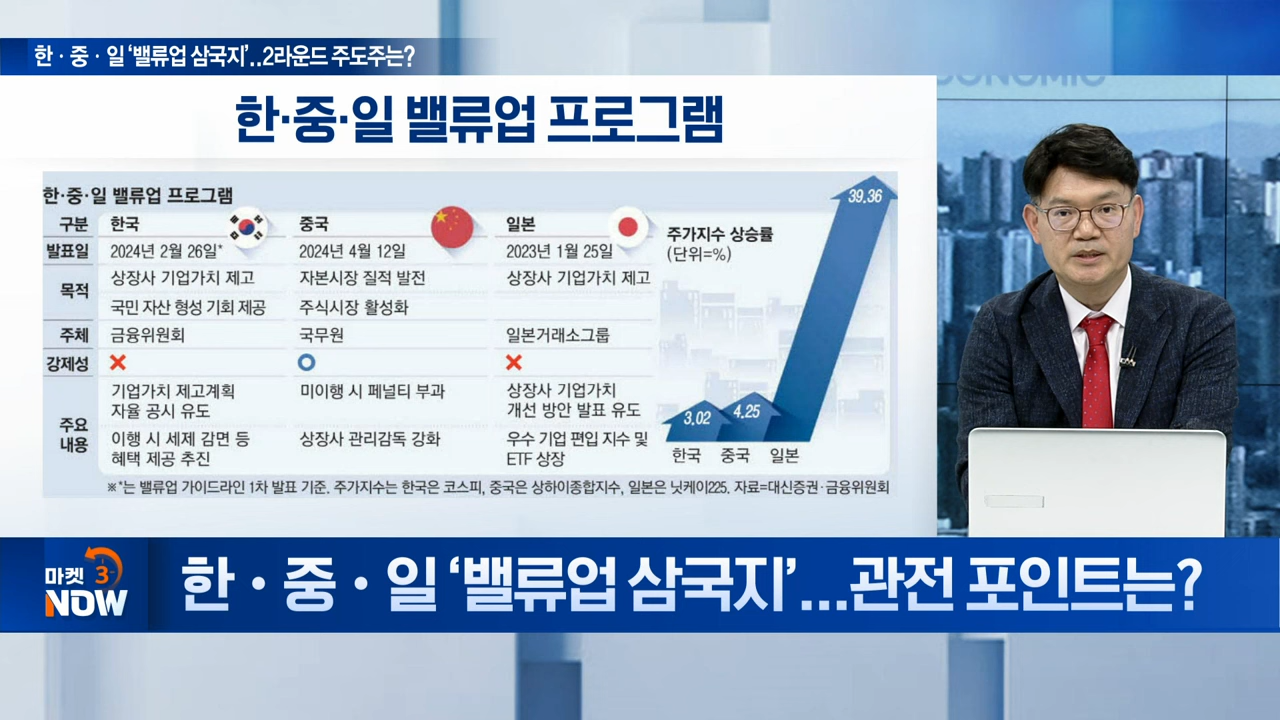 한·중·일 ‘밸류업 삼국지’..2라운드 주도주는?
ECONOMIC
한·중·일 밸류업 프로그램
한·중·일 밸류업 프로그램
구분 한국 중국 일본
발표일 2024년 2월 26일* 2024년 4월 12일 2023년 1월 25일
목적 상장사 기업가치 제고 자본시장 질적 발전 상장사 기업가치 제고
국민 자산 형성 기회 제공 주식시장 활성화
주체 금융위원회 국무원 일본거래소그룹
강제성 ❌ ⭕ ❌
주요 내용
기업가치 제고계획 미이행 시 페널티 부과 상장사 기업가치
자율 공시 유도 개선 방안 발표 유도
이행 시 세제 감면 등 상장사 관리감독 강화 우수 기업 편입 지수 및
혜택 제공 추진 ETF 상장
주가지수 상승률
(단위=%)
39.36
3.02 4.25
한국 중국 일본
※*는 밸류업 가이드라인 1차 발표 기준. 주가지수는 한국은 코스피, 중국은 상하이종합지수, 일본은 닛케이225. 자료=대신증권·금융위원회
마켓 3
NOW
한·중·일 ‘밸류업 삼국지’...관전 포인트는?